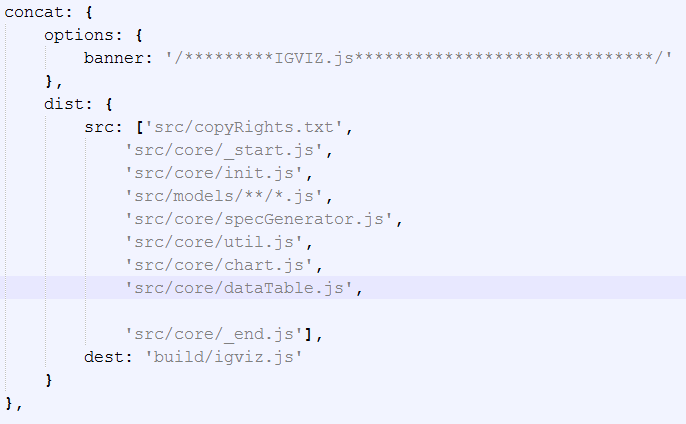 concat: {
    options: {
        banner: '/*********IGVIZ.js******************************/'
    },
    dist: {
        src: ['src/copyRights.txt',
            'src/core/_start.js',
            'src/core/init.js',
            'src/models/**/*.js',
            'src/core/specGenerator.js',
            'src/core/util.js',
            'src/core/chart.js',
            'src/core/dataTable.js',
            'src/core/_end.js'],
        dest: 'build/igviz.js'
    }
},